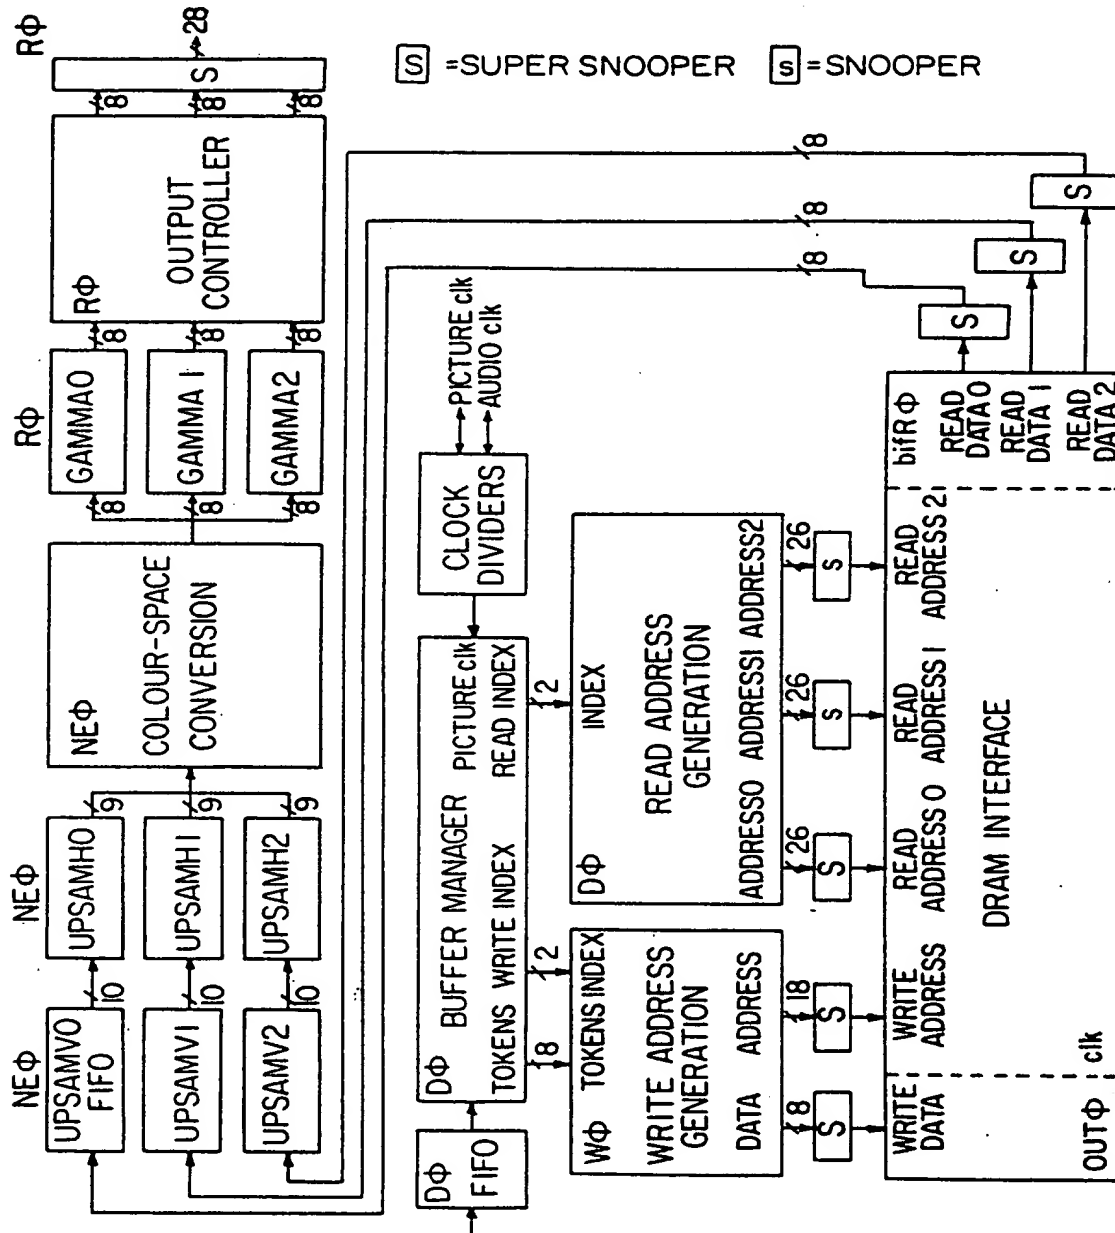 RΦ
28
S
8
8
8
S =SUPER SNOOPER
s =SNOOPER
RΦ
OUTPUT
CONTROLLER
8
8
8
RΦ
GAMMA0
GAMMA 1
GAMMA2
8
8
8
NEΦ
COLOUR-SPACE
CONVERSION
9
9
9
NEΦ
UPSAMH0
UPSAMH1
UPSAMH2
10
10
10
NEΦ
UPSAMV0
FIFO
UPSAMV1
UPSAMV2
8
8
8
PICTURE clk
AUDIO clk
CLOCK
DIVIDERS
DΦ
BUFFER MANAGER
PICTURE clk
TOKENS WRITE INDEX
READ INDEX
DΦ
FIFO
18
2
2
WΦ
TOKENS INDEX
WRITE ADDRESS
GENERATION
DATA
ADDRESS
8
18
DΦ
INDEX
READ ADDRESS
GENERATION
ADDRESS0 ADDRESS1 ADDRESS2
26
26
26
S
S
S
s
s
S
S
S
WRITE
DATA
WRITE
ADDRESS
READ
ADDRESS 0
READ
ADDRESS 1
READ
ADDRESS 2
bifRΦ
READ
DATA 0
READ
DATA 1
READ
DATA 2
DRAM INTERFACE
OUTΦ
clk